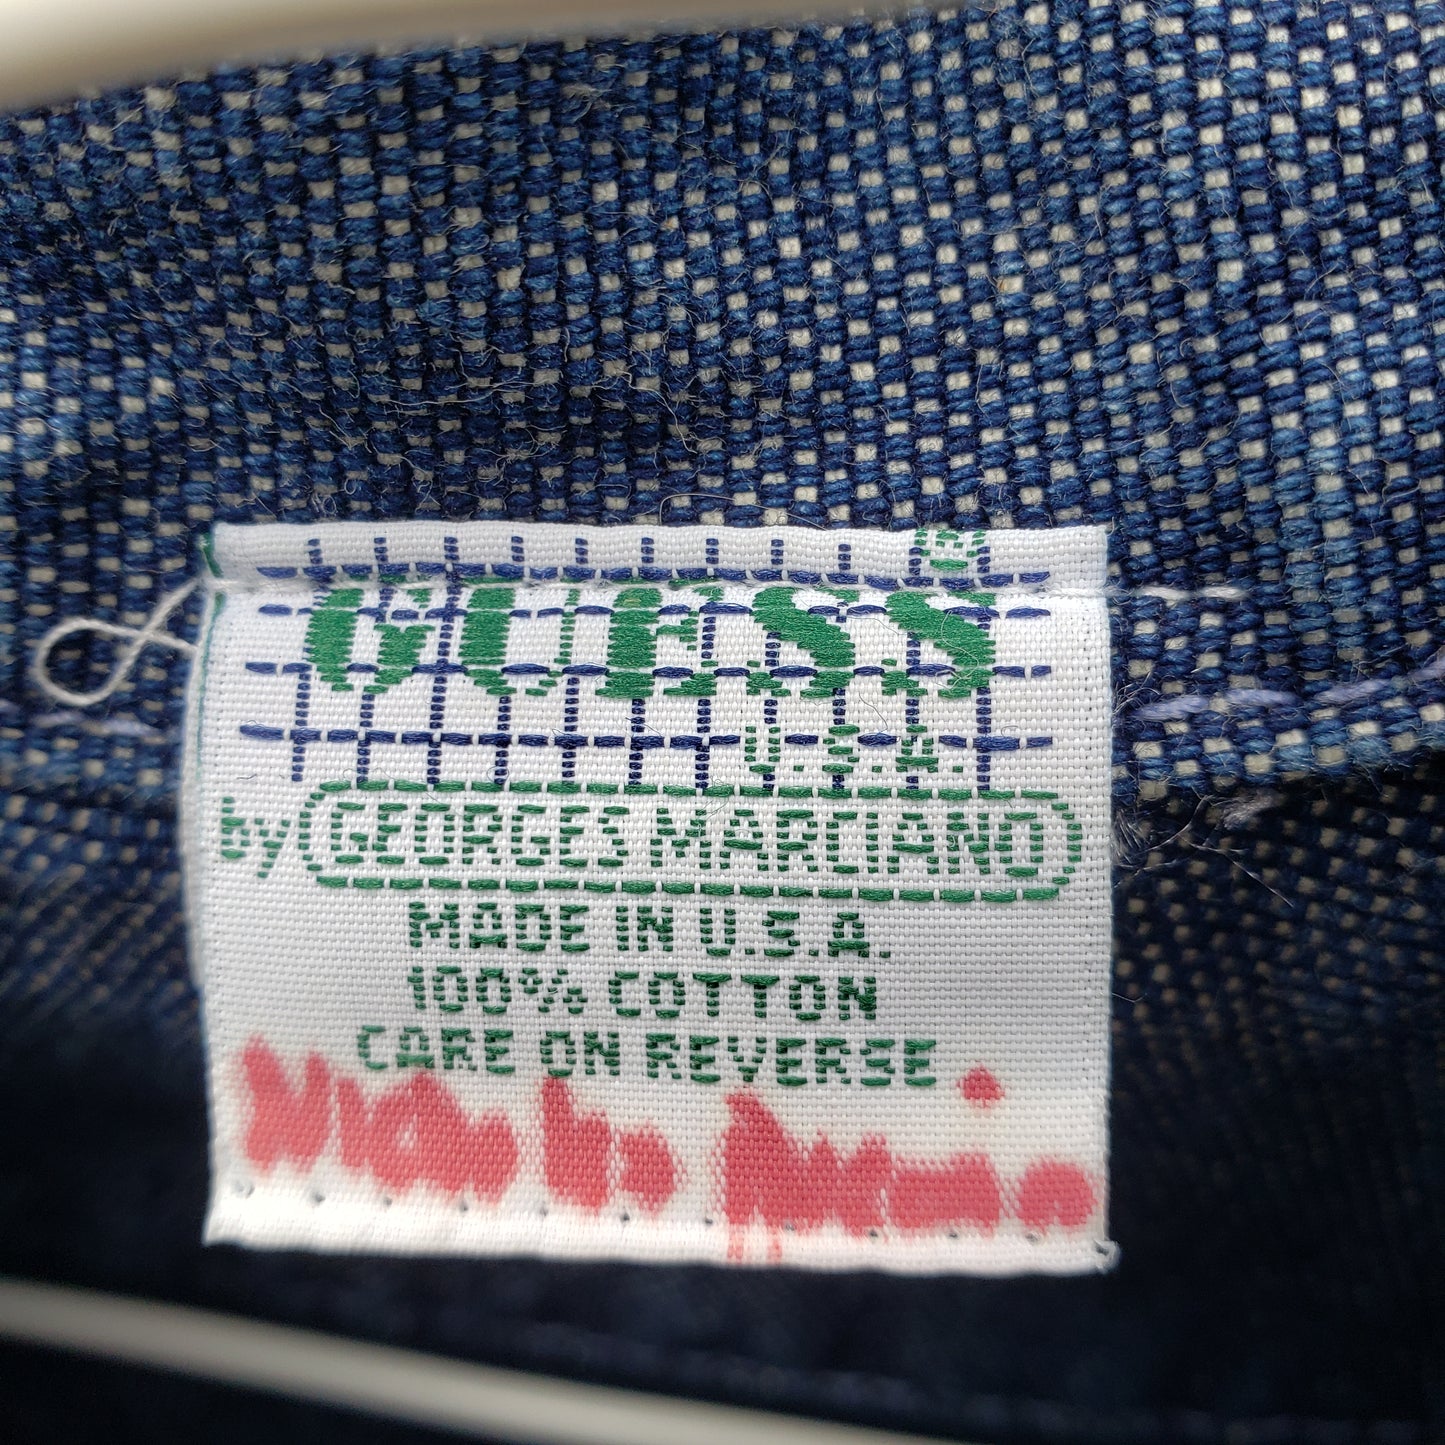 GUESS
U.S.A.
by GEORGES MARCIANO
MADE IN U.S.A.
100% COTTON
CARE ON REVERSE